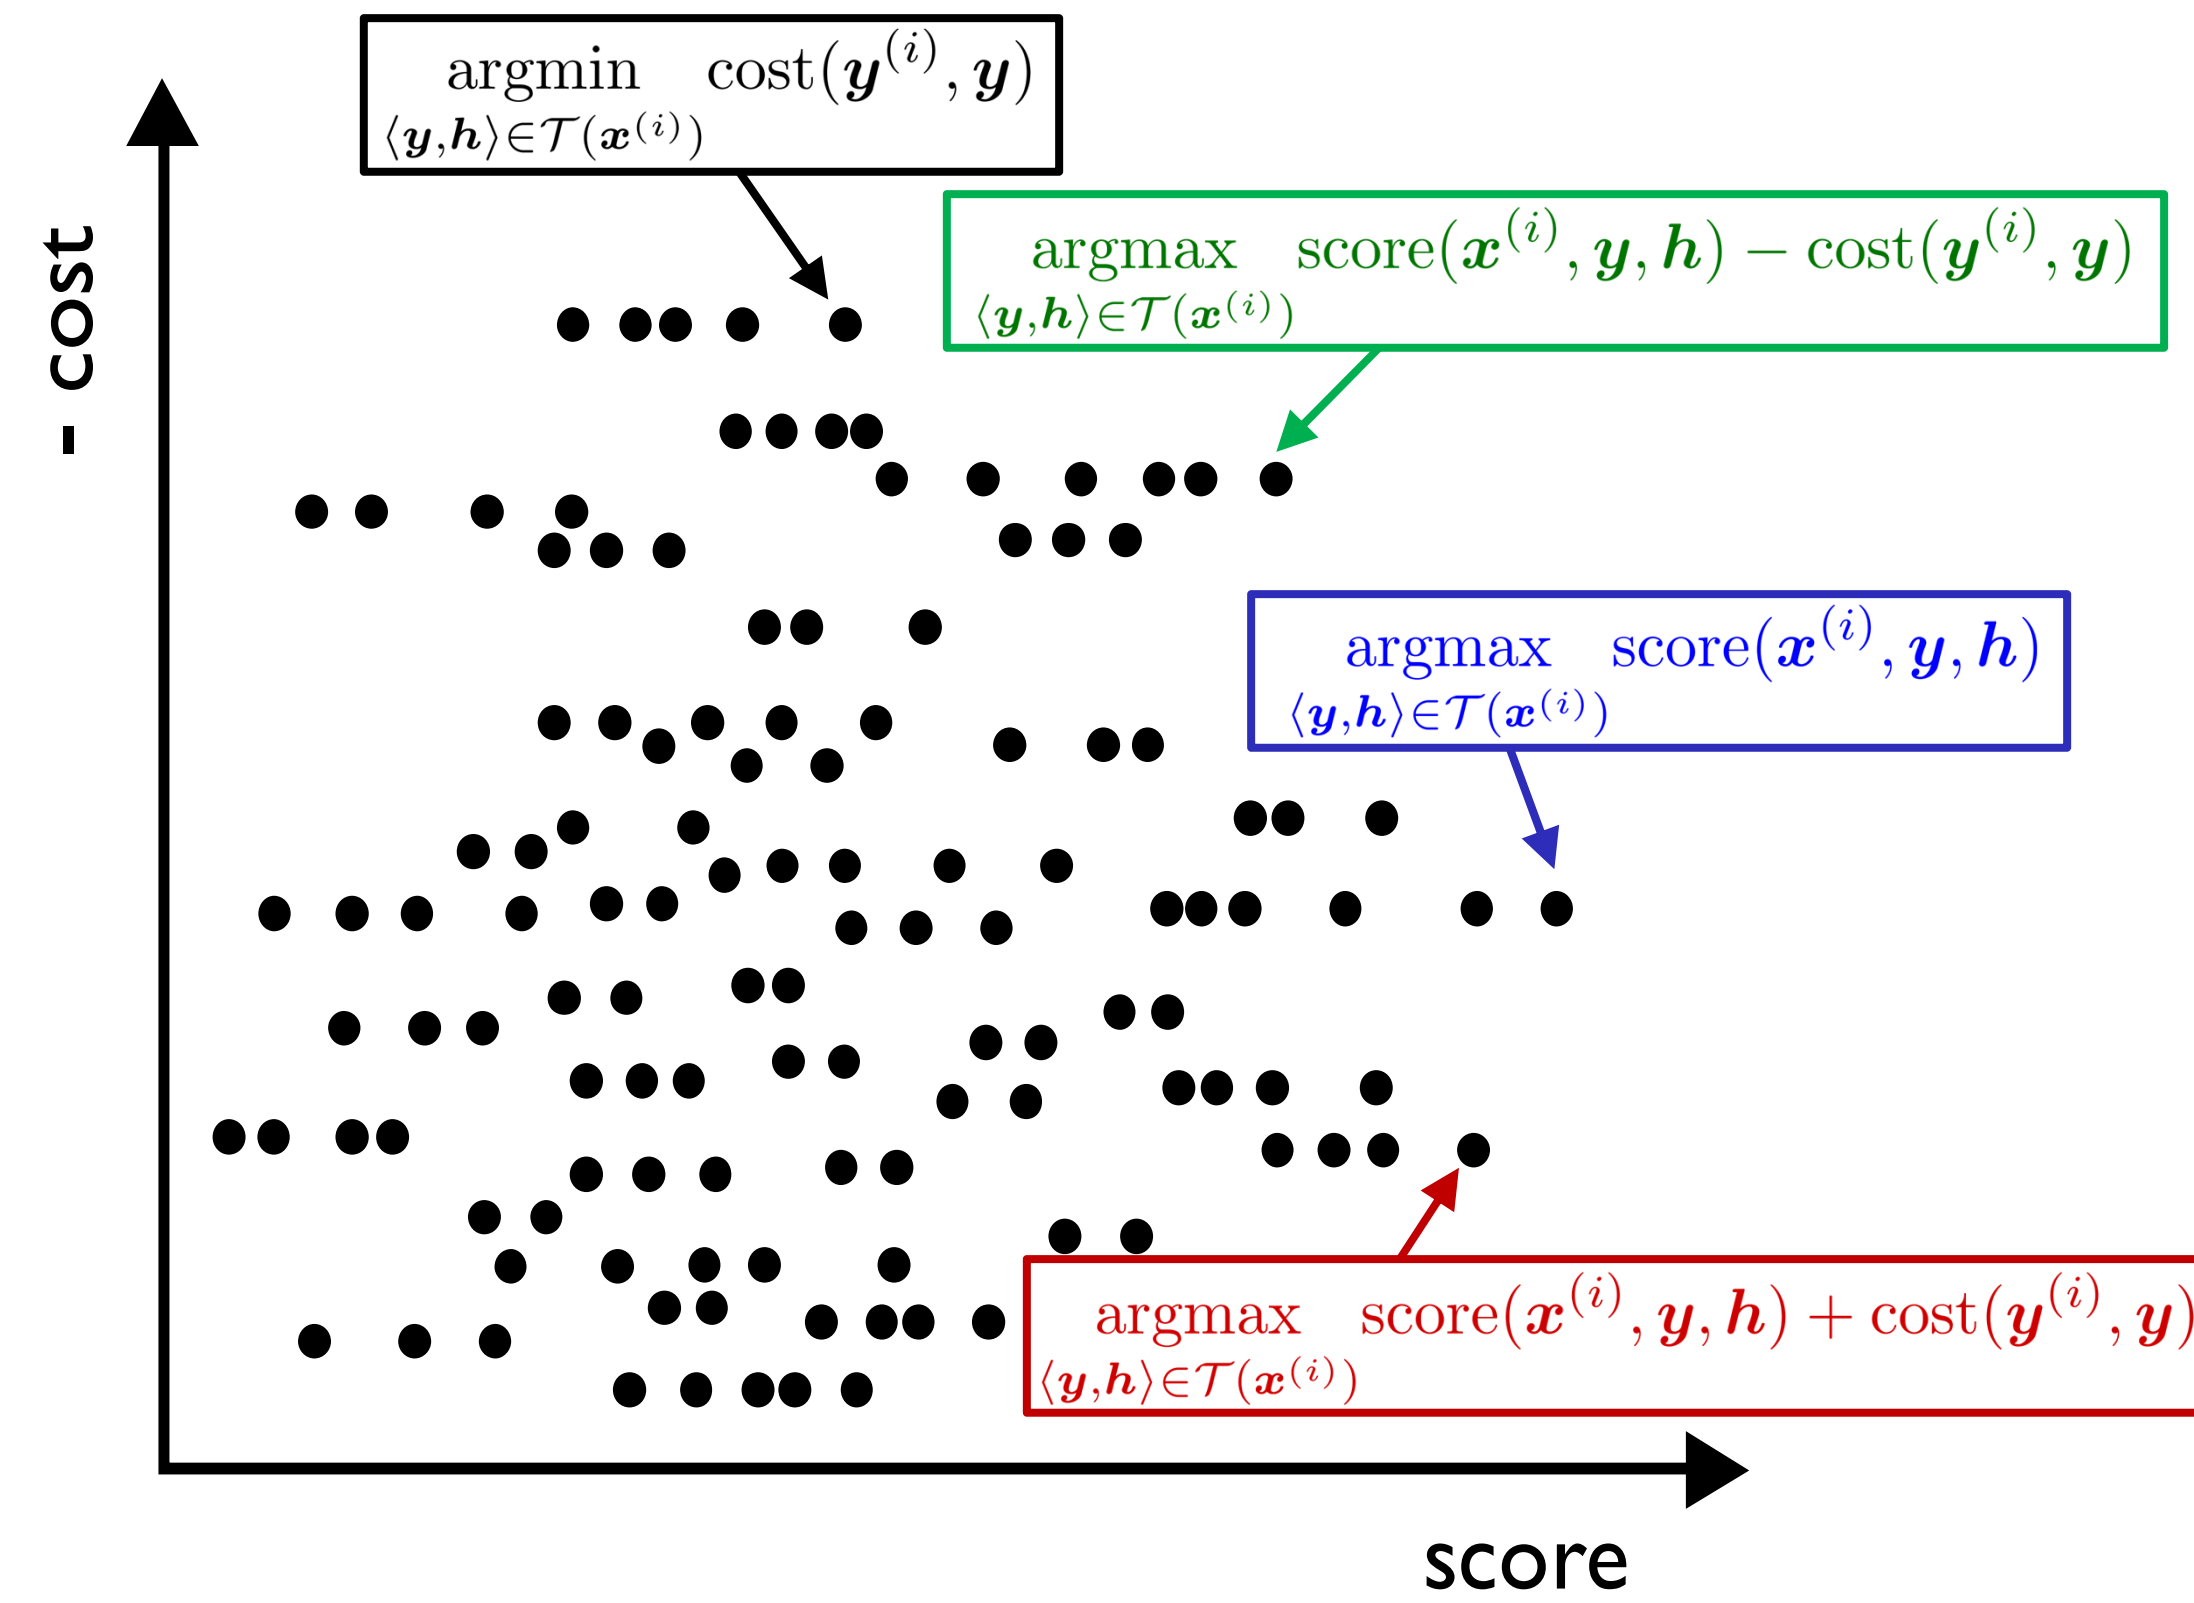 argmin cost(y^(i), y)
⟨y,h⟩∈𝒯(x^(i))
argmax score(x^(i), y, h) − cost(y^(i), y)
⟨y,h⟩∈𝒯(x^(i))
- cost
argmax score(x^(i), y, h)
⟨y,h⟩∈𝒯(x^(i))
argmax score(x^(i), y, h) + cost(y^(i), y)
⟨y,h⟩∈𝒯(x^(i))
score